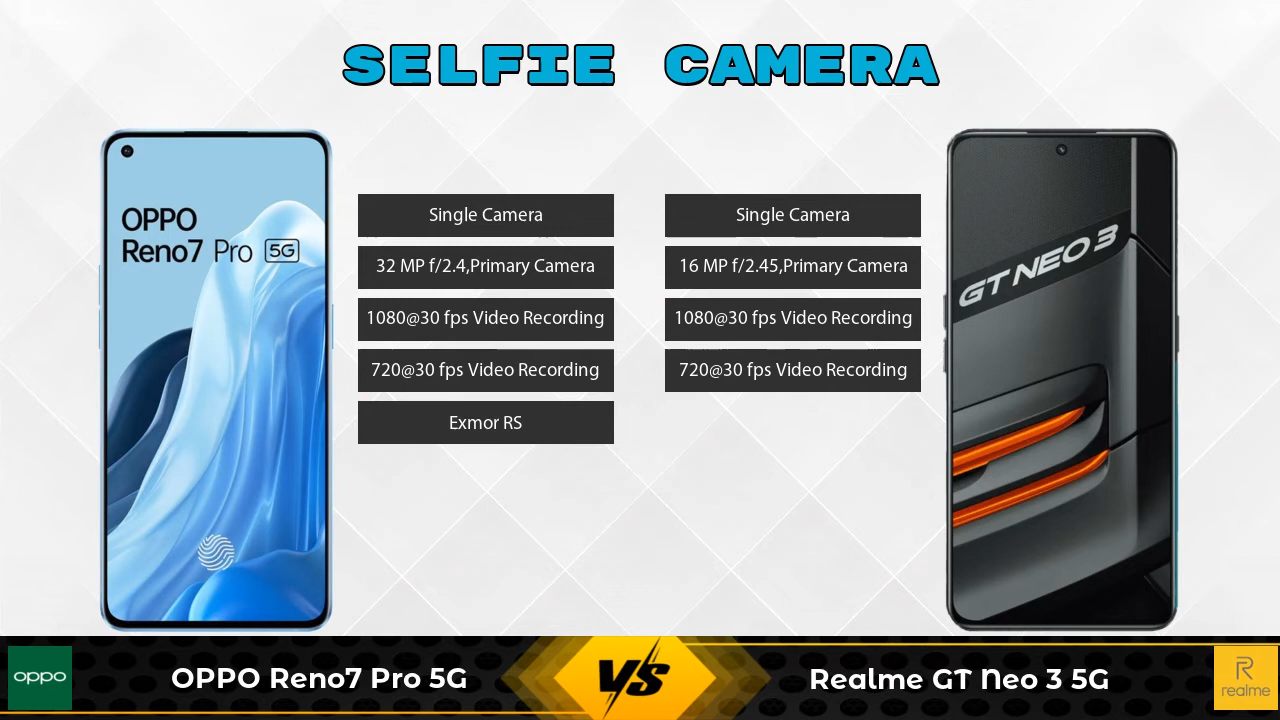 SELFIE CAMERA
OPPO
Reno7 Pro 5G
Single Camera
32 MP f/2.4,Primary Camera
1080@30 fps Video Recording
720@30 fps Video Recording
Exmor RS
Single Camera
16 MP f/2.45,Primary Camera
1080@30 fps Video Recording
720@30 fps Video Recording
GT NEO 3
oppo
OPPO Reno7 Pro 5G
VS
Realme GT Neo 3 5G
R
realme